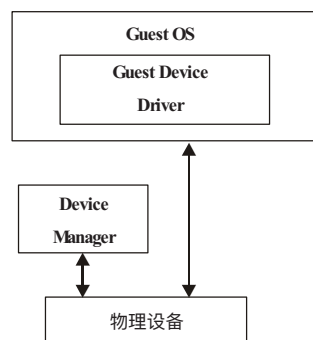 Guest OS
Guest Device
Driver
Device
Manager
物理设备